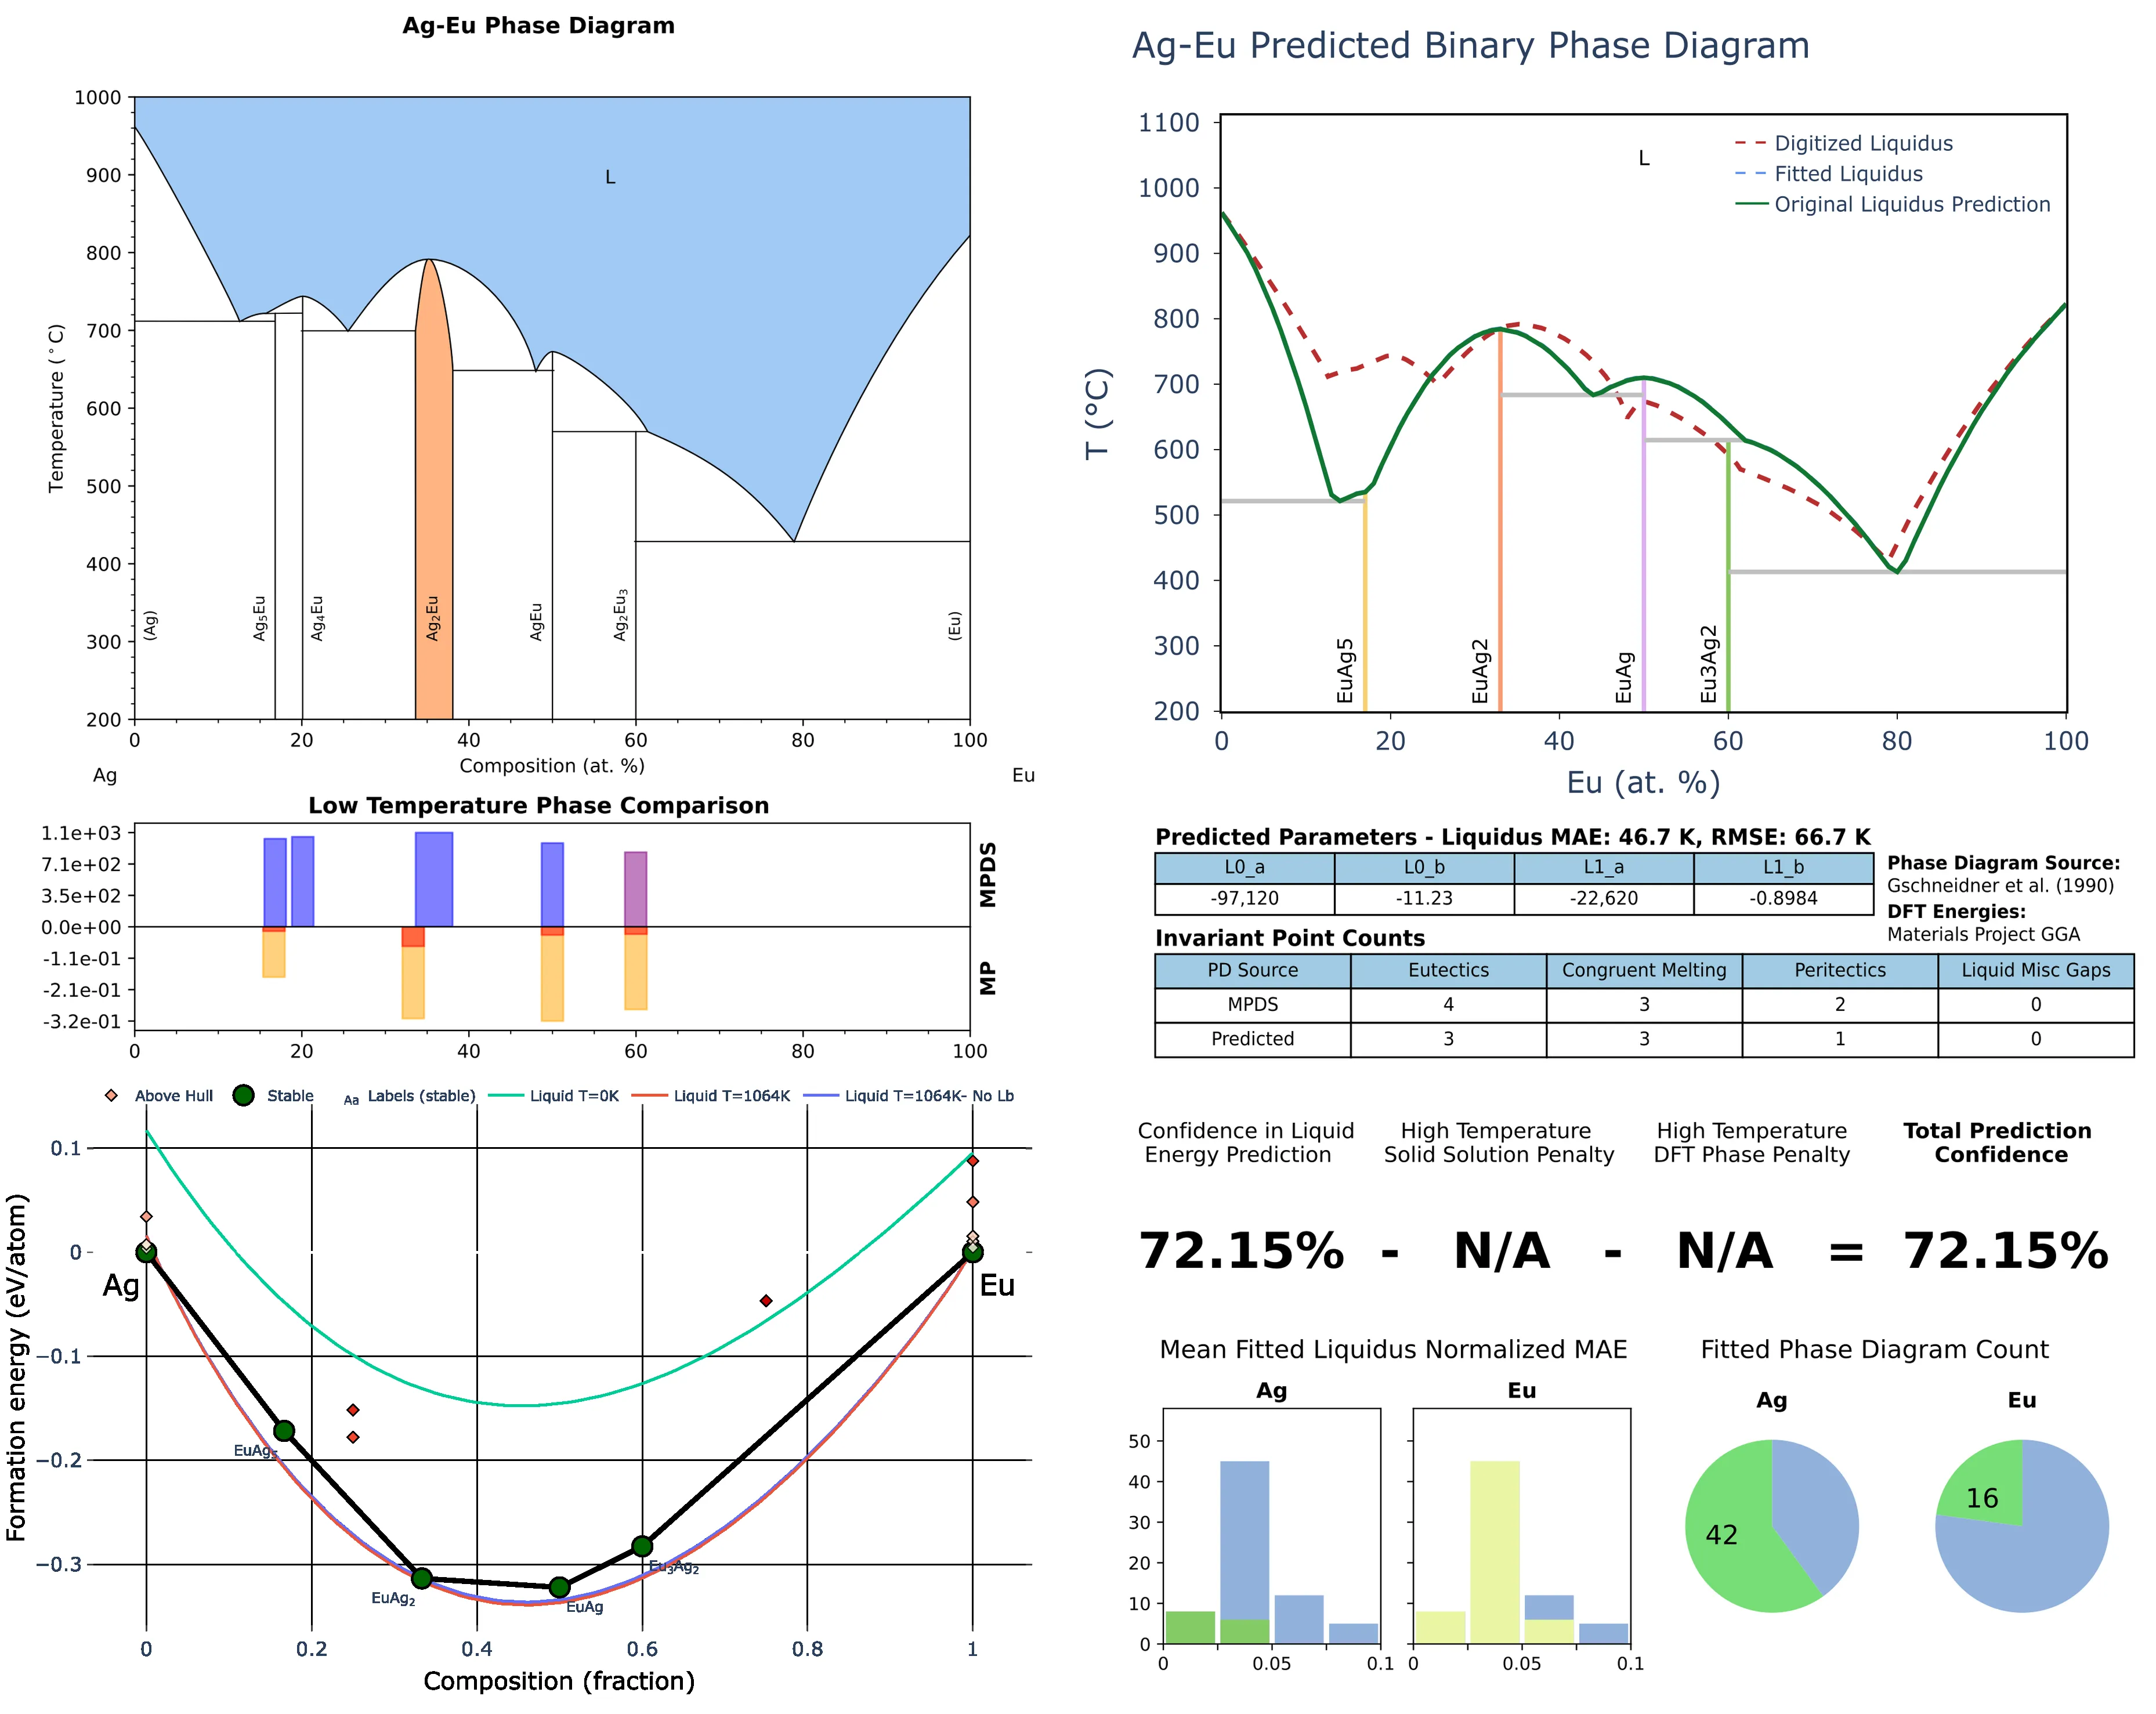 Ag-Eu Phase Diagram
1000
900
800
700
600
500
400
300
200
Temperature (°C)
L
(Ag)
Ag₅Eu
Ag₄Eu
Ag₂Eu
AgEu
Ag₂Eu₃
(Eu)
0 20 40 60 80 100
Composition (at. %)
Ag Eu
Ag-Eu Predicted Binary Phase Diagram
1100
1000
900
800
700
600
500
400
300
200
T (°C)
L
Digitized Liquidus
Fitted Liquidus
Original Liquidus Prediction
EuAg5
EuAg2
EuAg
Eu3Ag2
0 20 40 60 80 100
Eu (at. %)
Low Temperature Phase Comparison
1.1e+03
7.1e+02
3.5e+02
0.0e+00
-1.1e-01
-2.1e-01
-3.2e-01
MPDS
MP
0 20 40 60 80 100
Predicted Parameters - Liquidus MAE: 46.7 K, RMSE: 66.7 K
L0_a L0_b L1_a L1_b
-97,120 -11.23 -22,620 -0.8984
Phase Diagram Source:
Gschneidner et al. (1990)
DFT Energies:
Materials Project GGA
Invariant Point Counts
PD Source Eutectics Congruent Melting Peritectics Liquid Misc Gaps
MPDS 4 3 2 0
Predicted 3 3 1 0
Above Hull Stable Aa Labels (stable) Liquid T=0K Liquid T=1064K Liquid T=1064K- No Lb
0.1
0
−0.1
−0.2
−0.3
Formation energy (eV/atom)
Ag
Eu
EuAg₅
EuAg₂
EuAg
Eu₃Ag₂
0 0.2 0.4 0.6 0.8 1
Composition (fraction)
Confidence in Liquid
Energy Prediction
High Temperature
Solid Solution Penalty
High Temperature
DFT Phase Penalty
Total Prediction
Confidence
72.15% - N/A - N/A = 72.15%
Mean Fitted Liquidus Normalized MAE
Ag Eu
50
40
30
20
10
0
0 0.05 0.1 0 0.05 0.1
Fitted Phase Diagram Count
Ag Eu
42
16